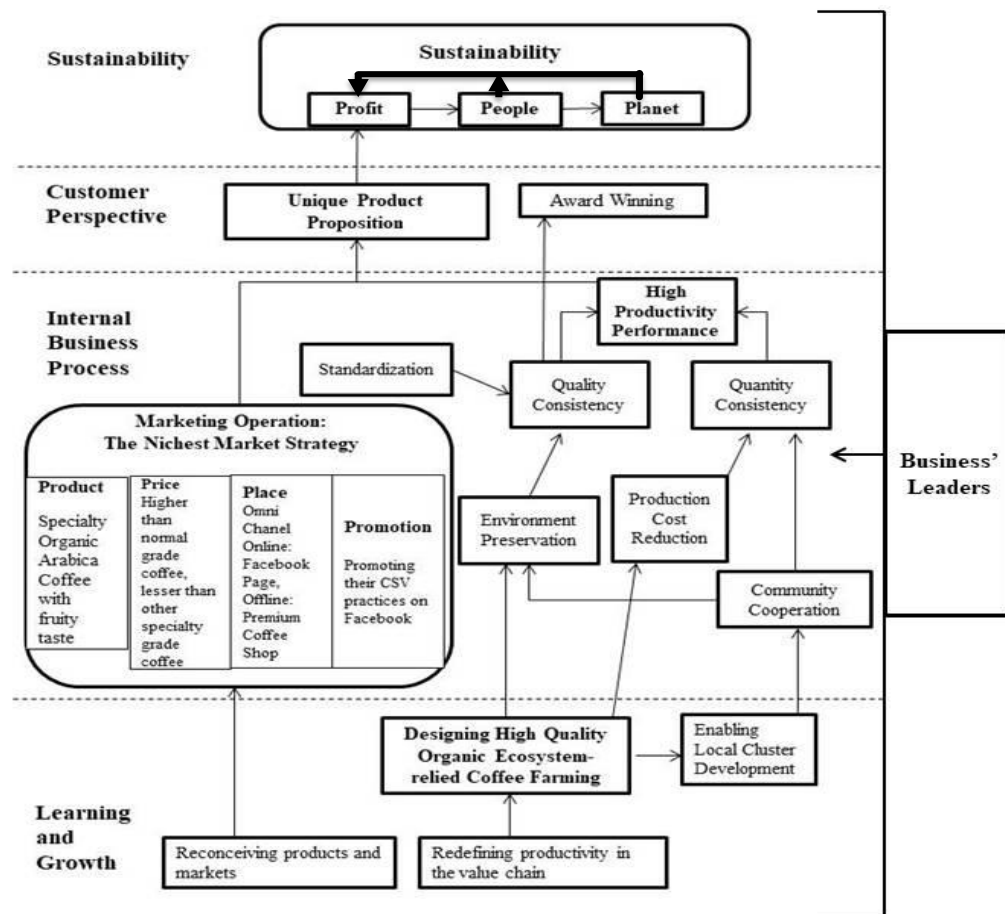 Sustainability
Sustainability
Profit
People
Planet
Customer
Perspective
Unique Product
Proposition
Award Winning
Internal
Business
Process
High
Productivity
Performance
Standardization
Quality
Consistency
Quantity
Consistency
Marketing Operation:
The Nichest Market Strategy
Product
Specialty
Organic
Arabica
Coffee
with
fruity
taste
Price
Higher
than
normal
grade
coffee,
lesser than
other
specialty
grade
coffee
Place
Omni
Chanel
Online:
Facebook
Page,
Offline:
Premium
Coffee
Shop
Promotion
Promoting
their CSV
practices on
Facebook
Environment
Preservation
Production
Cost
Reduction
Community
Cooperation
Business’
Leaders
Learning
and
Growth
Designing High Quality
Organic Ecosystem-
relied Coffee Farming
Enabling
Local Cluster
Development
Reconceiving products and
markets
Redefining productivity in
the value chain